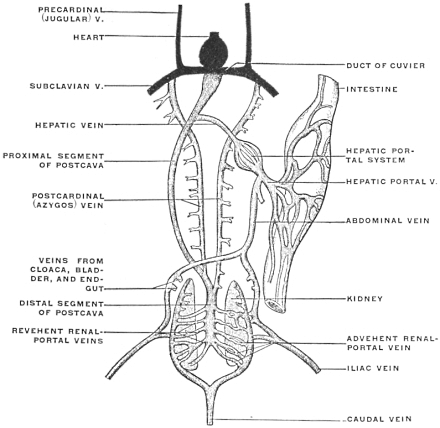 PRECARDINAL
(JUGULAR) V.
HEART
SUBCLAVIAN V.
HEPATIC VEIN
PROXIMAL SEGMENT
OF POSTCAVA
POSTCARDINAL
(AZYGOS) VEIN
VEINS FROM
CLOACA, BLAD-
DER, AND END-
GUT
DISTAL SEGMENT
OF POSTCAVA
REVEHENT RENAL-
PORTAL VEINS
DUCT OF CUVIER
INTESTINE
HEPATIC POR-
TAL SYSTEM
HEPATIC PORTAL V.
ABDOMINAL VEIN
KIDNEY
ADVEHENT RENAL-
PORTAL VEIN
ILIAC VEIN
CAUDAL VEIN